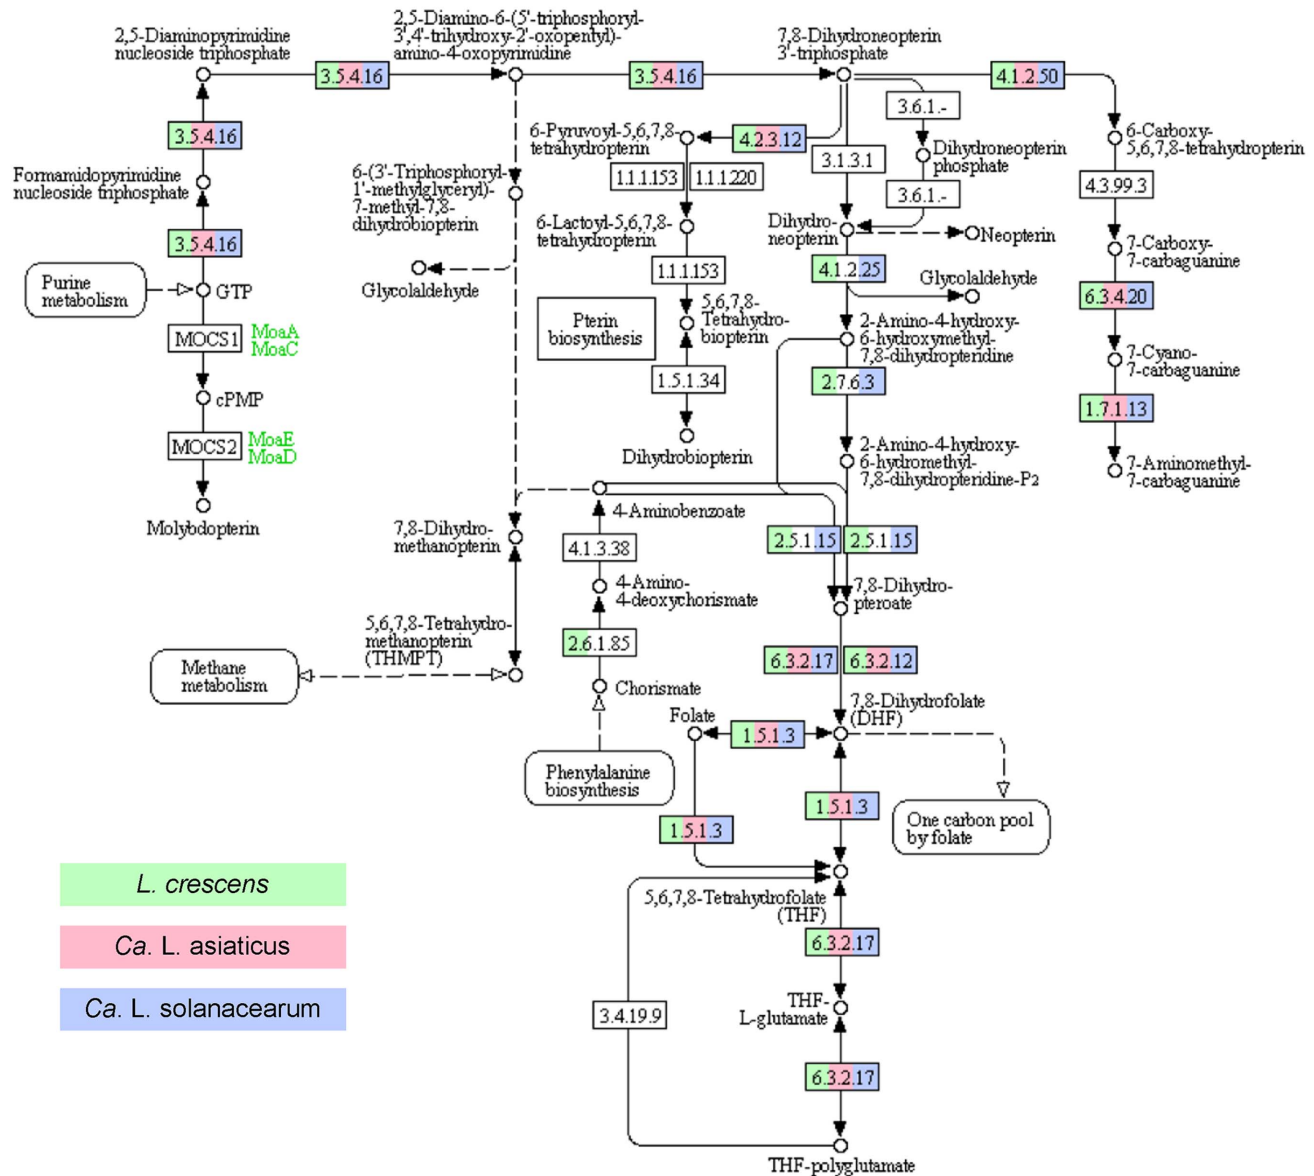 2,5-Diaminopyrimidine
nucleoside triphosphate
2,5-Diamino-6-(5'-triphosphoryl-
3',4'-trihydroxy-2'-oxopentyl)-
amino-4-oxopyrimidine
7,8-Dihydroneopterin
3'-triphosphate
3.5.4.16
3.5.4.16
4.1.2.50
3.6.1.-
3.5.4.16
6-Pyruvoyl-5,6,7,8-
tetrahydropterin
4.2.3.12
6-Carboxy-
5,6,7,8-tetrahydropterin
3.1.3.1
Dihydroneopterin
phosphate
Formamidopyrimidine
nucleoside triphosphate
6-(3'-Triphosphoryl-
1'-methylglyceryl)-
7-methyl-7,8-
dihydrobiopterin
1.1.1.153
1.1.1.220
4.3.99.3
3.6.1.-
3.5.4.16
6-Lactoyl-5,6,7,8-
tetrahydropterin
Dihydro-
neopterin
Neopterin
7-Carboxy-
7-carbaguanine
Purine
metabolism
GTP
Glycolaldehyde
1.1.1.153
4.1.2.25
Glycolaldehyde
6.3.4.20
MOCS1
MoaA
MoaC
Pterin
biosynthesis
5,6,7,8-
Tetrahydro-
biopterin
2-Amino-4-hydroxy-
6-hydroxymethyl-
7,8-dihydropteridine
7-Cyano-
7-carbaguanine
1.5.1.34
2.7.6.3
cPMP
1.7.1.13
MOCS2
MoaE
MoaD
Dihydrobiopterin
2-Amino-4-hydroxy-
6-hydromethyl-
7,8-dihydropteridine-P2
7-Aminomethyl-
7-carbaguanine
Molybdopterin
4-Aminobenzoate
7,8-Dihydro-
methanopterin
4.1.3.38
2.5.1.15
2.5.1.15
4-Amino-
4-deoxychorismate
7,8-Dihydro-
pteroate
5,6,7,8-Tetrahydro-
methanopterin
(THMPT)
2.6.1.85
Methane
metabolism
6.3.2.17
6.3.2.12
Chorismate
Folate
7,8-Dihydrofolate
(DHF)
1.5.1.3
Phenylalanine
biosynthesis
1.5.1.3
1.5.1.3
One carbon pool
by folate
L. crescens
5,6,7,8-Tetrahydrofolate
(THF)
Ca. L. asiaticus
6.3.2.17
Ca. L. solanacearum
3.4.19.9
THF-
L-glutamate
6.3.2.17
THF-polyglutamate